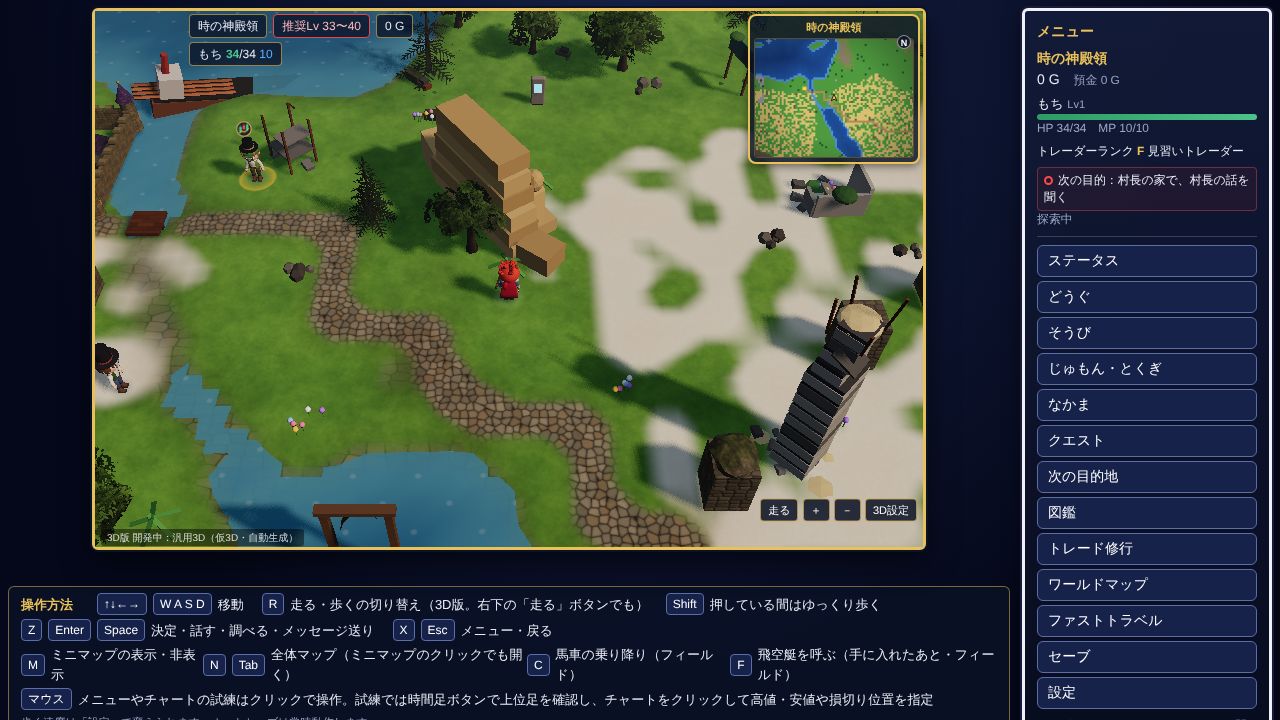 時の神殿領 推奨Lv 33〜40 0 G
もち 34/34 10
時の神殿領
N
走る + － 3D設定
3D版 開発中：汎用3D（仮3D・自動生成）
メニュー
時の神殿領
0 G 預金 0 G
もち Lv1
HP 34/34 MP 10/10
トレーダーランク F 見習いトレーダー
次の目的：村長の家で、村長の話を
聞く
探索中
ステータス
どうぐ
そうび
じゅもん・とくぎ
なかま
クエスト
次の目的地
図鑑
トレード修行
ワールドマップ
ファストトラベル
セーブ
設定
操作方法 ↑↓←→ W A S D 移動 R 走る・歩くの切り替え（3D版。右下の「走る」ボタンでも） Shift 押している間はゆっくり歩く
Z Enter Space 決定・話す・調べる・メッセージ送り X Esc メニュー・戻る
M ミニマップの表示・非表示 N Tab 全体マップ（ミニマップのクリックでも開く） C 馬車の乗り降り（フィールド） F 飛空艇を呼ぶ（手に入れたあと・フィールド）
マウス メニューやチャートの試練はクリックで操作。試練では時間足ボタンで上位足を確認し、チャートをクリックして高値・安値や損切り位置を指定